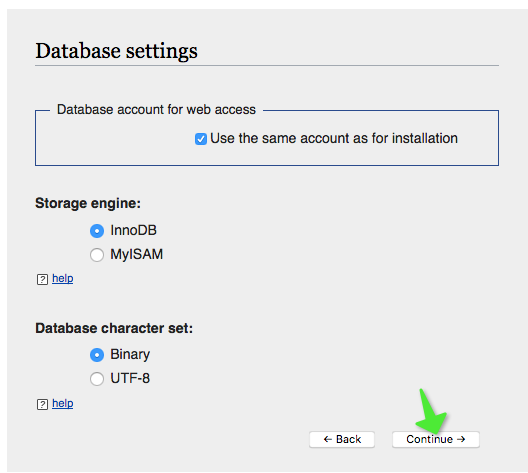 Database settings
Database account for web access
Use the same account as for installation
Storage engine:
InnoDB
MyISAM
? help
Database character set:
Binary
UTF-8
? help
← Back Continue →